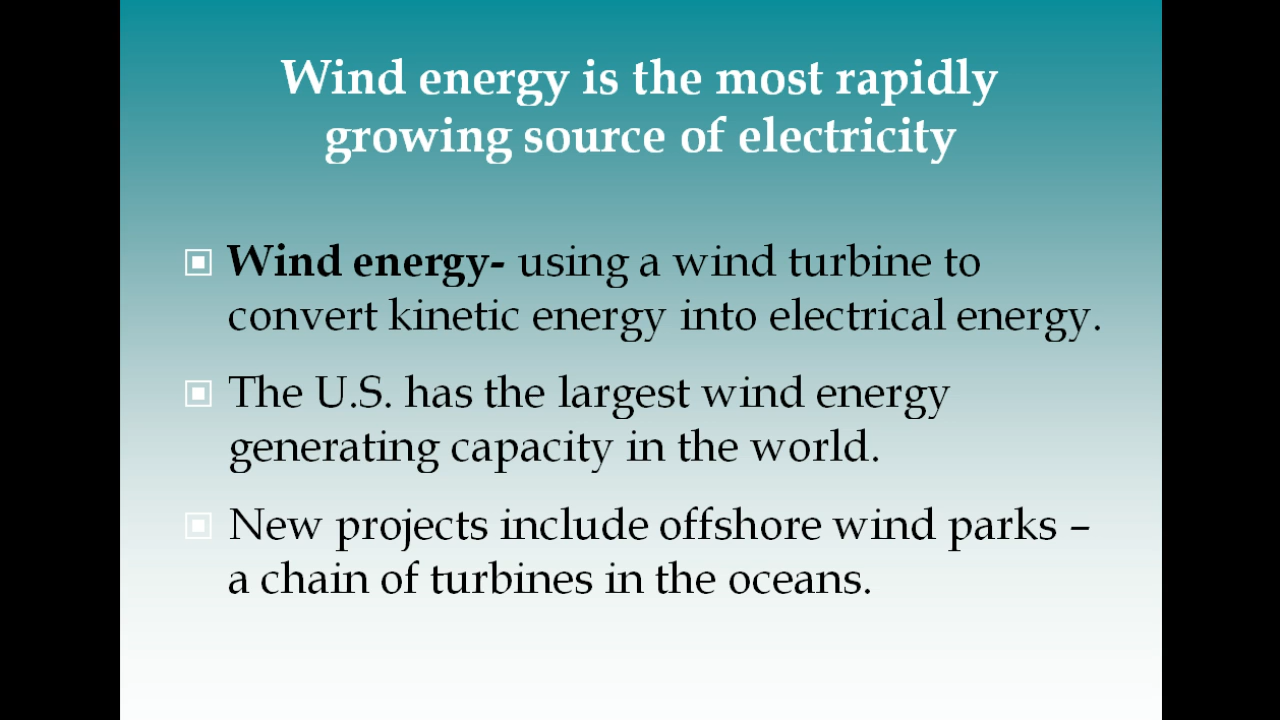 Wind energy is the most rapidly
growing source of electricity
Wind energy- using a wind turbine to
convert kinetic energy into electrical energy.
The U.S. has the largest wind energy
generating capacity in the world.
New projects include offshore wind parks –
a chain of turbines in the oceans.